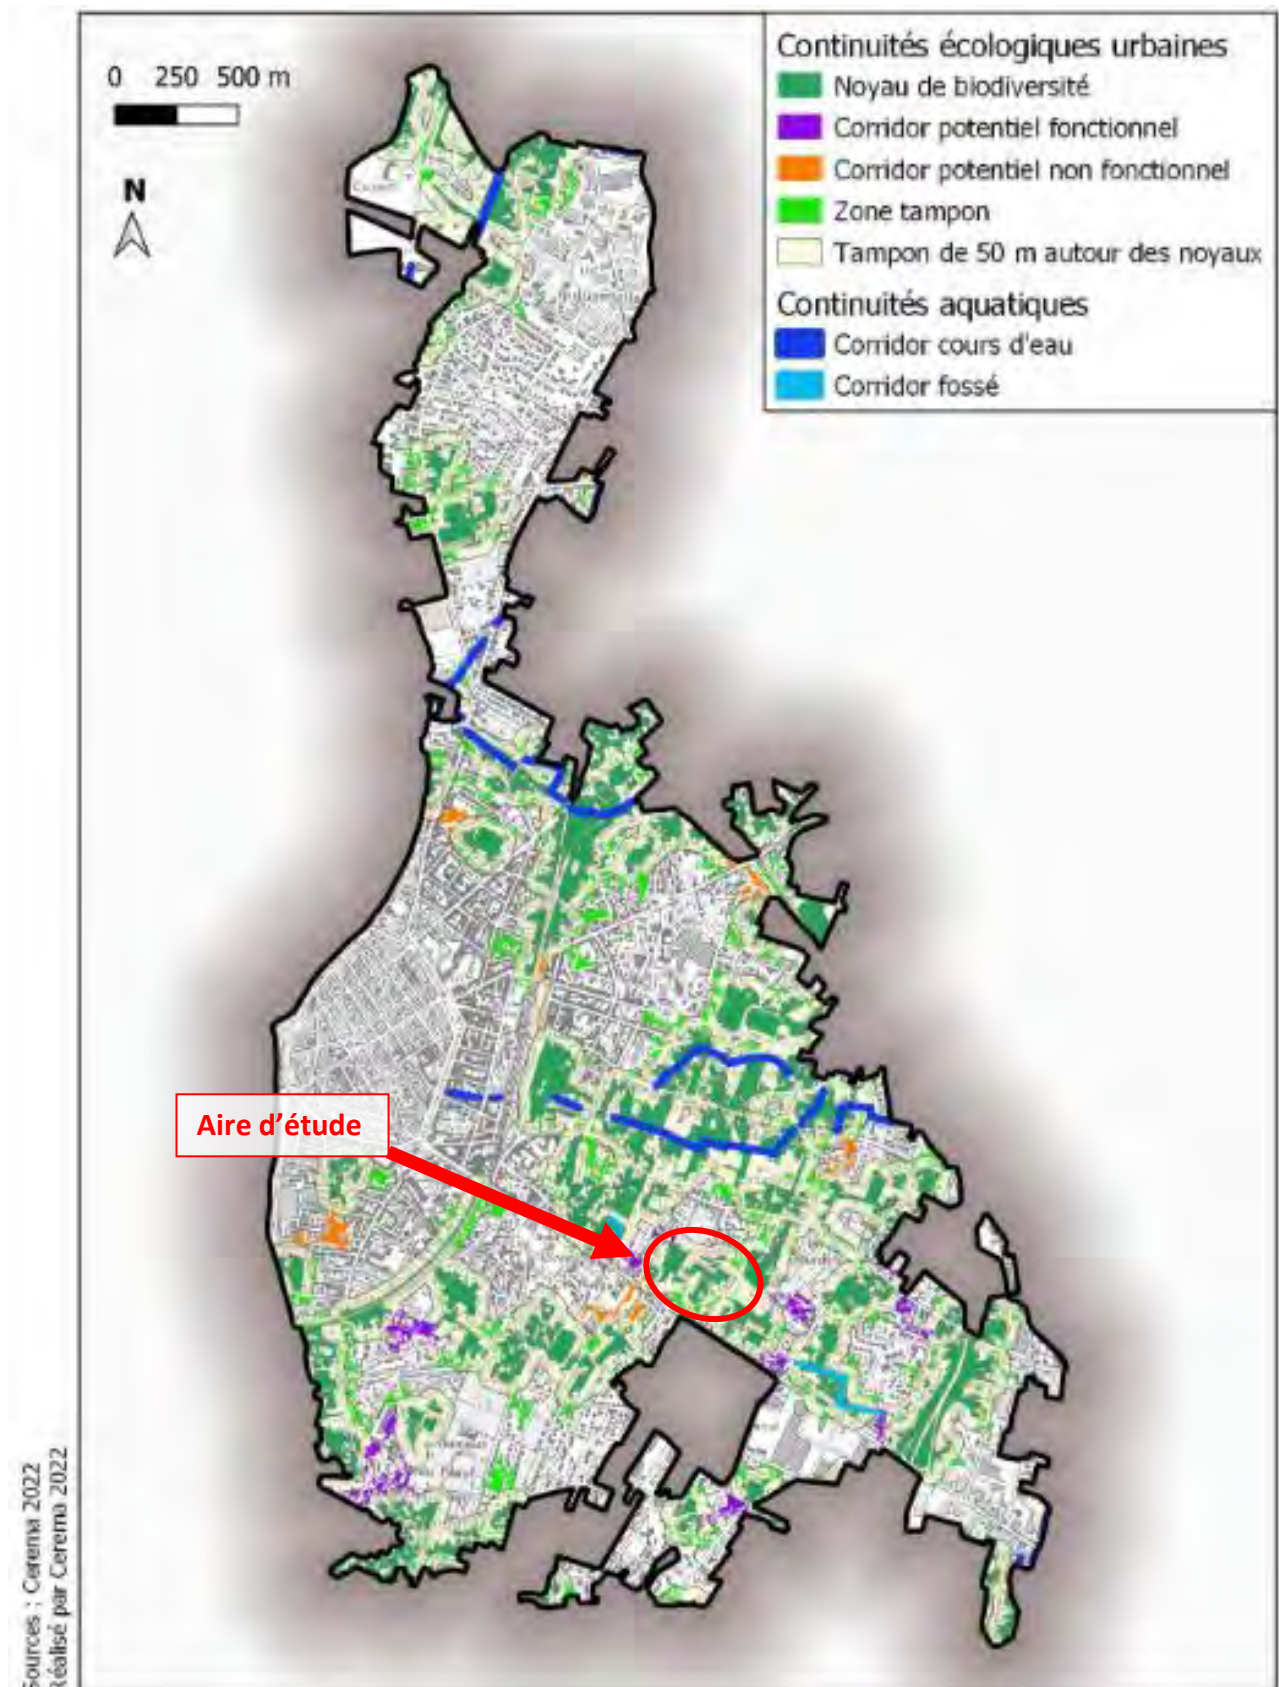 0 250 500 m
N
Continuités écologiques urbaines
Noyau de biodiversité
Corridor potentiel fonctionnel
Corridor potentiel non fonctionnel
Zone tampon
Tampon de 50 m autour des noyaux
Continuités aquatiques
Corridor cours d'eau
Corridor fossé
Aire d'étude
Sources : Cerema 2022
Réalisé par Cerema 2022